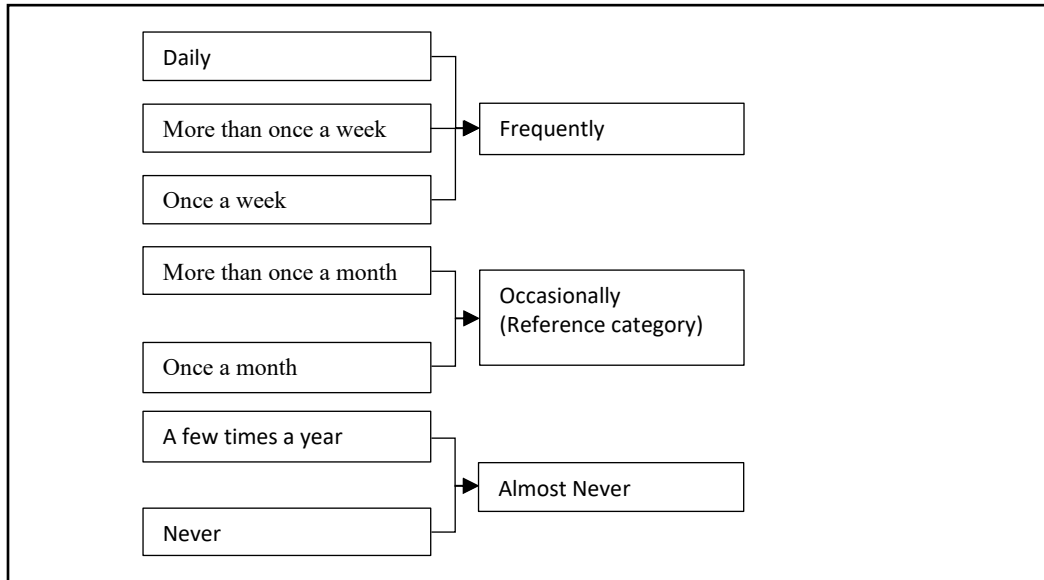 Daily
More than once a week
Frequently
Once a week
More than once a month
Occasionally
(Reference category)
Once a month
A few times a year
Almost Never
Never